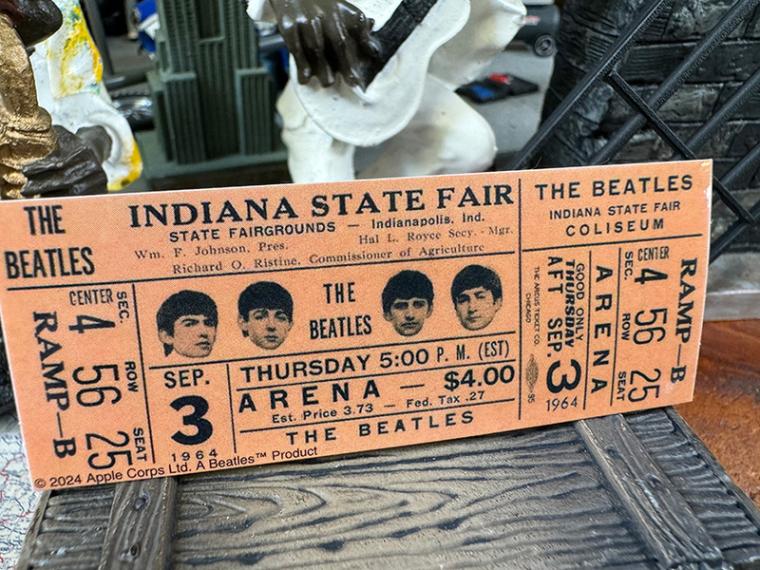 THE
BEATLES
INDIANA STATE FAIR
STATE FAIRGROUNDS — Indianapolis, Ind.
Wm. F. Johnson, Pres. Hal L. Royce Secy. - Mgr.
Richard O. Ristine, Commissioner of Agriculture
CENTER
SEC.
4
ROW
56
SEAT
25
RAMP—B
THE
BEATLES
SEP.
3
1964
THURSDAY 5:00 P. M. (EST)
ARENA — $4.00
Est. Price 3.73 — Fed. Tax .27
THE BEATLES
© 2024 Apple Corps Ltd. A Beatles™ Product
THE BEATLES
INDIANA STATE FAIR
COLISEUM
THE ARCUS TICKET CO.
CHICAGO
95
GOOD ONLY
THURSDAY
AFT SEP. 3
1964
ARENA
CENTER
SEC.
4
ROW
56
SEAT
25
RAMP—B